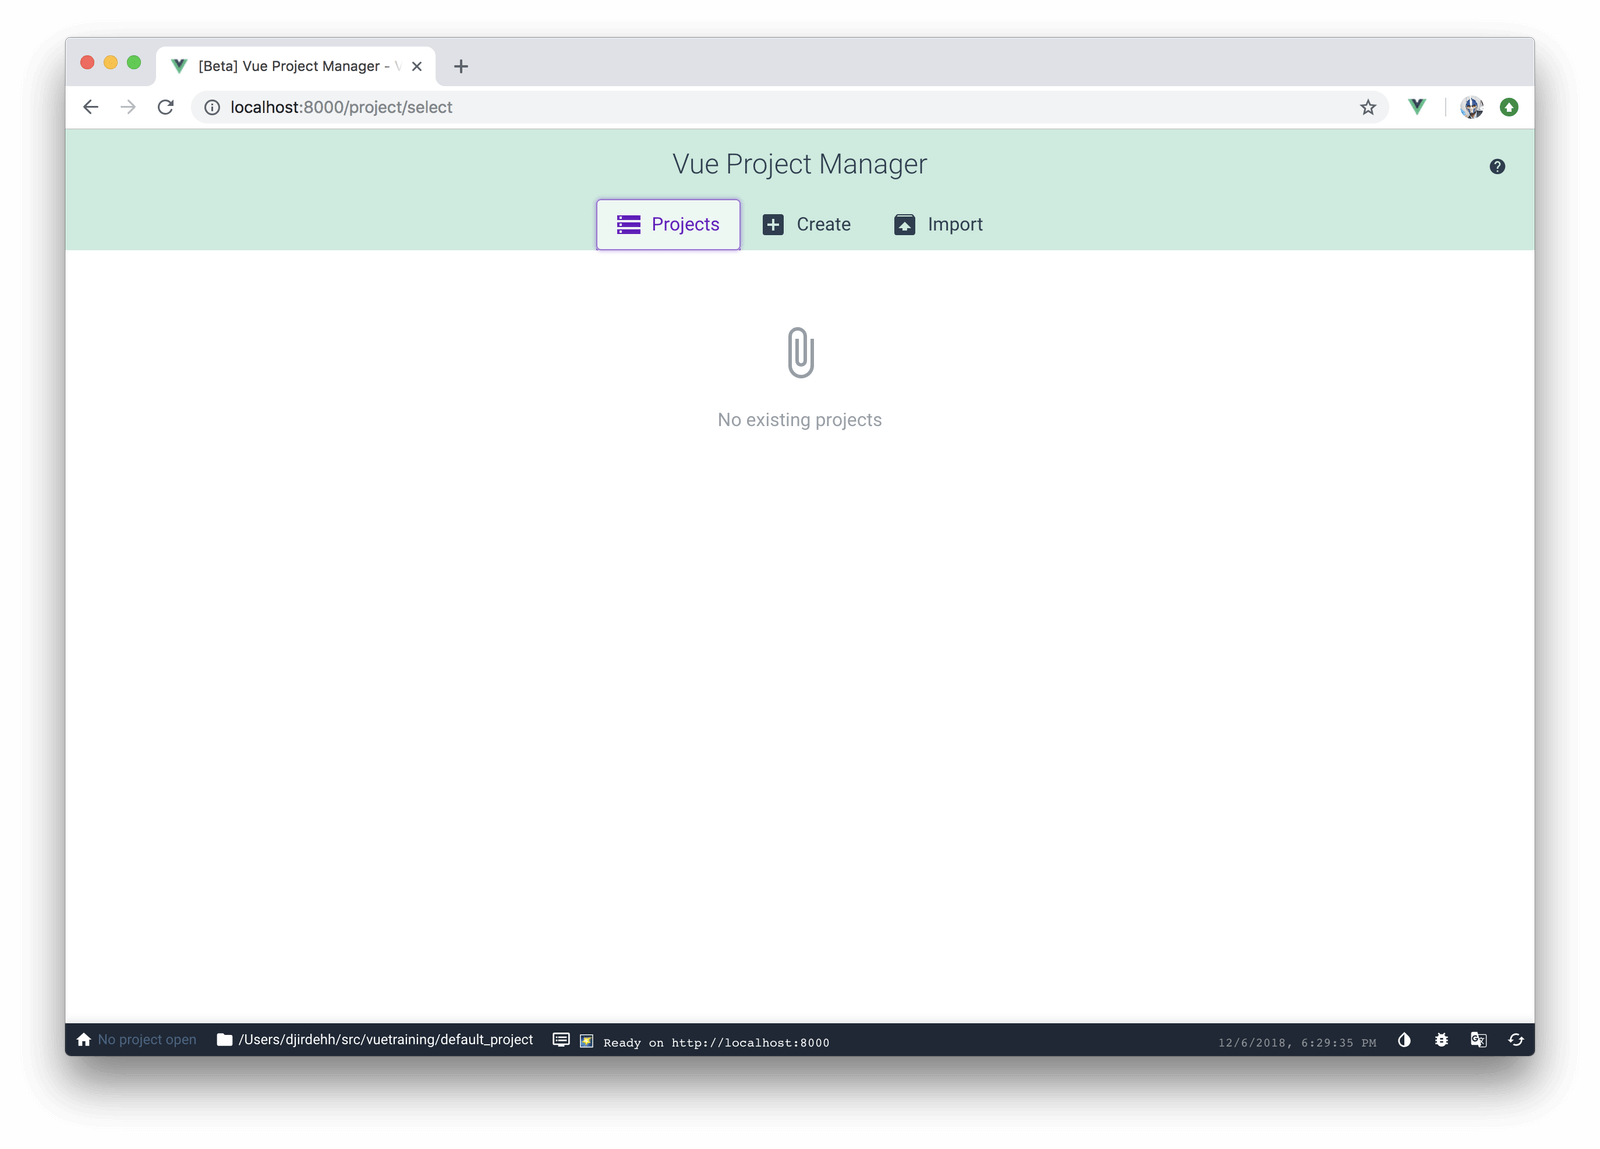 [Beta] Vue Project Manager -
localhost:8000/project/select
Vue Project Manager
Projects
Create
Import
No existing projects
No project open
/Users/djirdehh/src/vuetraining/default_project
Ready on http://localhost:8000
12/6/2018, 6:29:35 PM